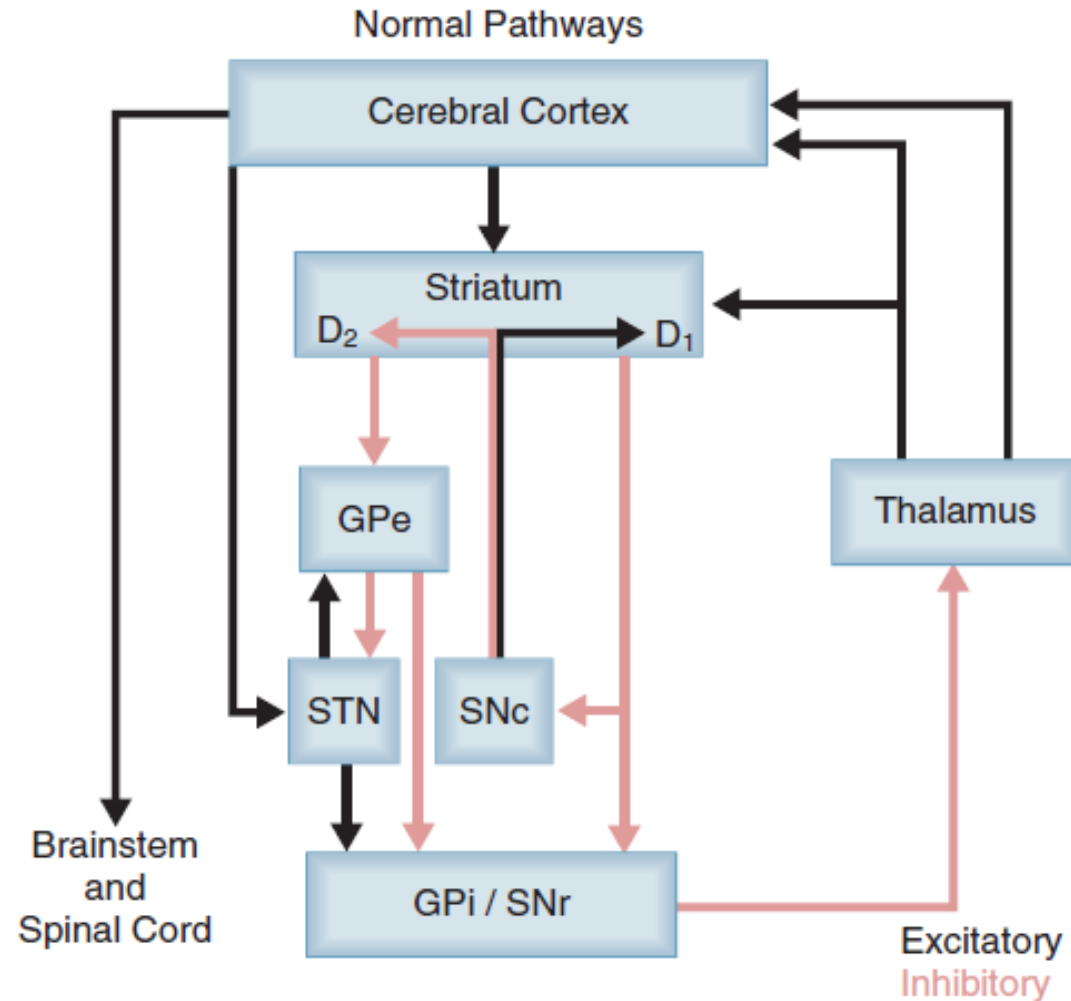 Normal Pathways
Cerebral Cortex
Striatum
D₂
D₁
GPe
Thalamus
STN
SNc
Brainstem
and
Spinal Cord
GPi / SNr
Excitatory
Inhibitory